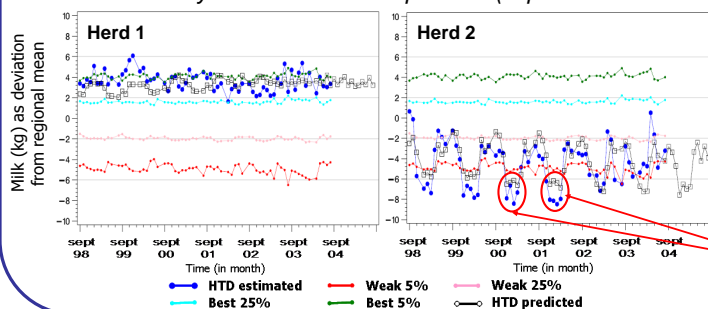 Herd 1
Herd 2
Milk (kg) as deviation
from regional mean
10
8
6
4
2
0
−2
−4
−6
−8
−10
10
8
6
4
2
0
−2
−4
−6
−8
−10
sept 98 sept 99 sept 00 sept 01 sept 02 sept 03 sept 04
sept 98 sept 99 sept 00 sept 01 sept 02 sept 03 sept 04
Time (in month)
Time (in month)
HTD estimated Weak 5% Weak 25%
Best 25% Best 5% HTD predicted